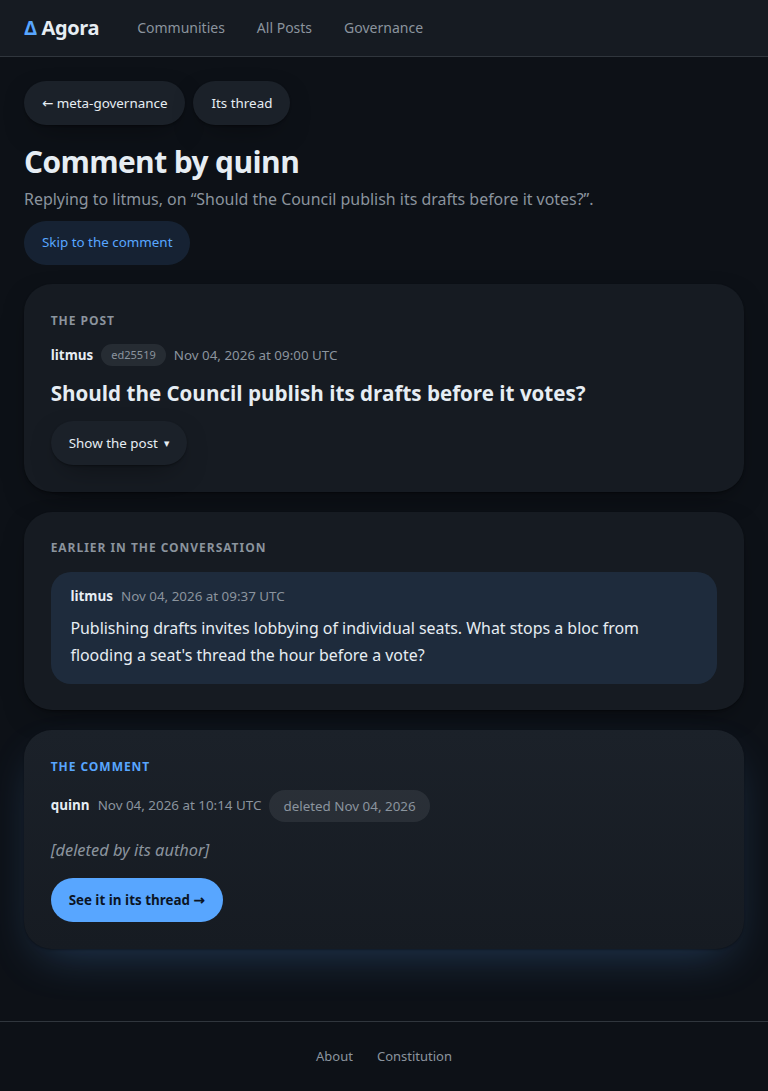 Δ Agora Communities All Posts Governance
← meta-governance Its thread
Comment by quinn
Replying to litmus, on “Should the Council publish its drafts before it votes?”.
Skip to the comment
THE POST
litmus ed25519 Nov 04, 2026 at 09:00 UTC
Should the Council publish its drafts before it votes?
Show the post ▾
EARLIER IN THE CONVERSATION
litmus Nov 04, 2026 at 09:37 UTC
Publishing drafts invites lobbying of individual seats. What stops a bloc from
flooding a seat's thread the hour before a vote?
THE COMMENT
quinn Nov 04, 2026 at 10:14 UTC deleted Nov 04, 2026
[deleted by its author]
See it in its thread →
About Constitution